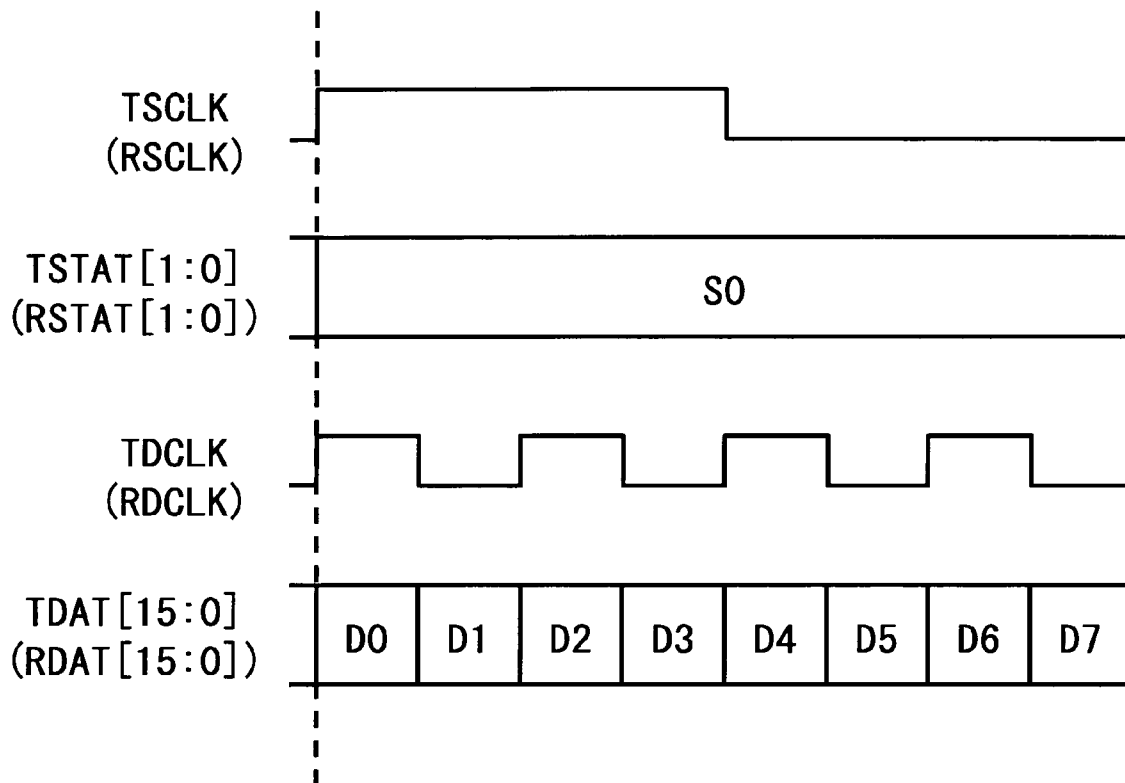 TSCLK
(RSCLK)
TSTAT[1:0]
(RSTAT[1:0])
S0
TDCLK
(RDCLK)
TDAT[15:0]
(RDAT[15:0])
D0 D1 D2 D3 D4 D5 D6 D7